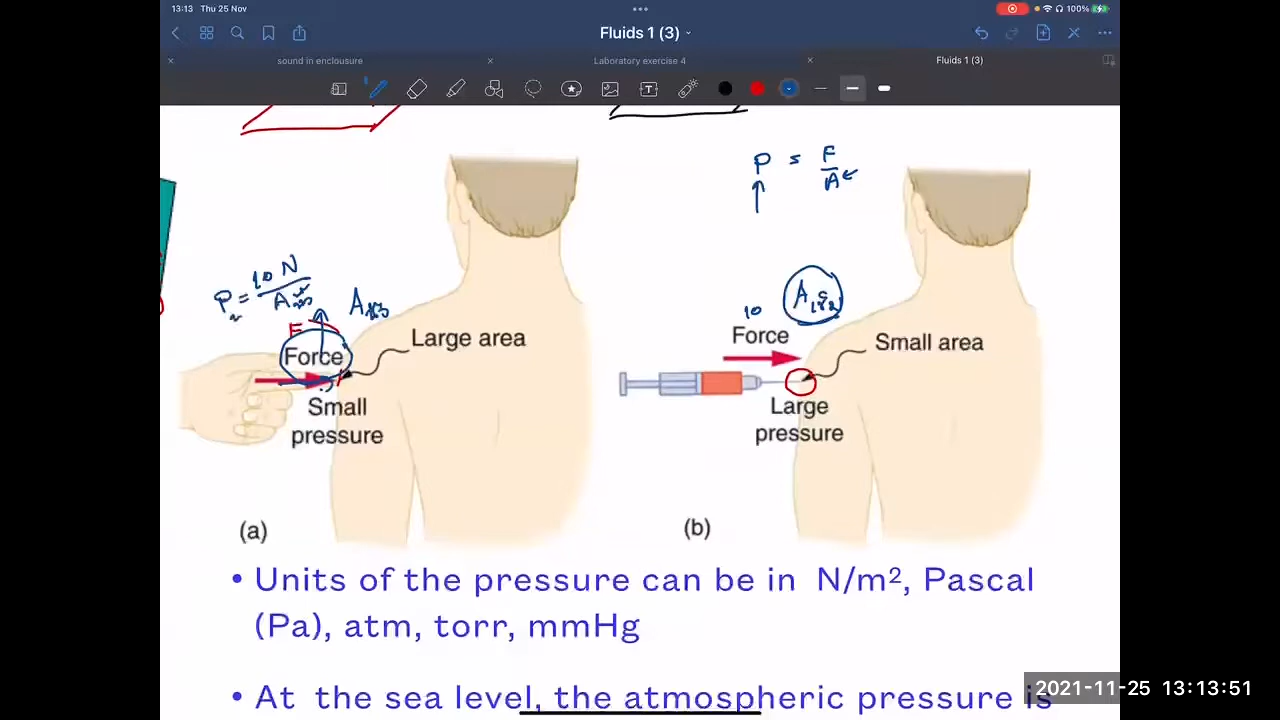 13:13 Thu 25 Nov
100%
Fluids 1 (3)
sound in enclousure
Laboratory exercise 4
Fluids 1 (3)
P = F
A
10 N
P =
A
A
F
10
Force
Large area
Small
pressure
(a)
Force
Small area
Large
pressure
(b)
• Units of the pressure can be in N/m², Pascal
(Pa), atm, torr, mmHg
• At the sea level, the atmospheric pressure is
2021-11-25 13:13:51